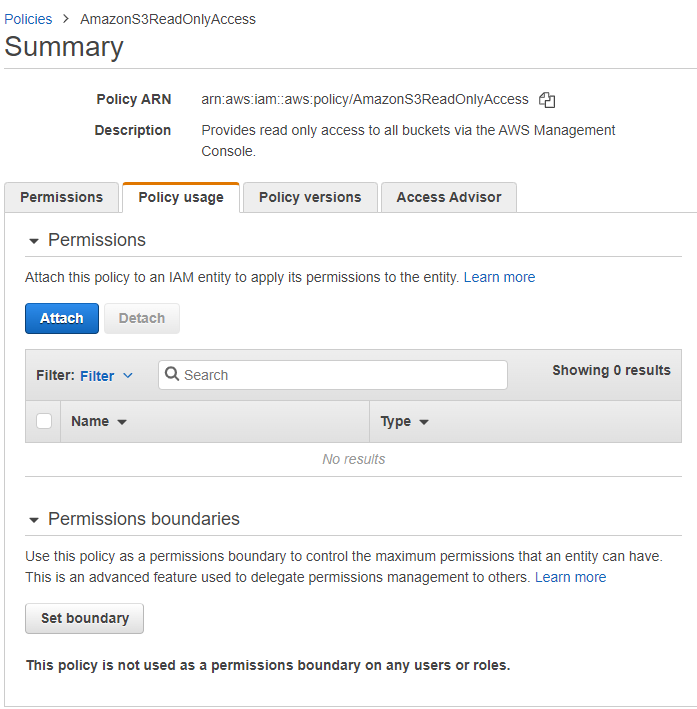 Policies > AmazonS3ReadOnlyAccess
Summary
Policy ARN arn:aws:iam::aws:policy/AmazonS3ReadOnlyAccess
Description Provides read only access to all buckets via the AWS Management
Console.
Permissions Policy usage Policy versions Access Advisor
Permissions
Attach this policy to an IAM entity to apply its permissions to the entity. Learn more
Attach Detach
Filter: Filter Search Showing 0 results
Name Type
No results
Permissions boundaries
Use this policy as a permissions boundary to control the maximum permissions that an entity can have.
This is an advanced feature used to delegate permissions management to others. Learn more
Set boundary
This policy is not used as a permissions boundary on any users or roles.